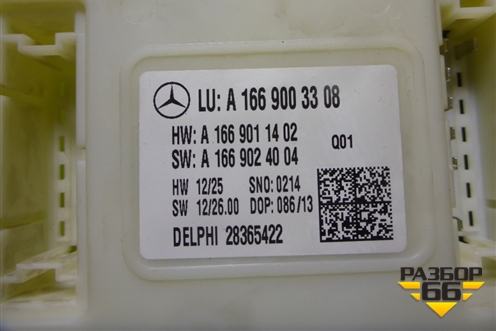 LU: A 166 900 33 08
HW: A 166 901 14 02
SW: A 166 902 40 04
Q01
HW 12/25 SNO:0214
SW 12/26.00 DOP:086/13
DELPHI 28365422
РАЗБОР
66